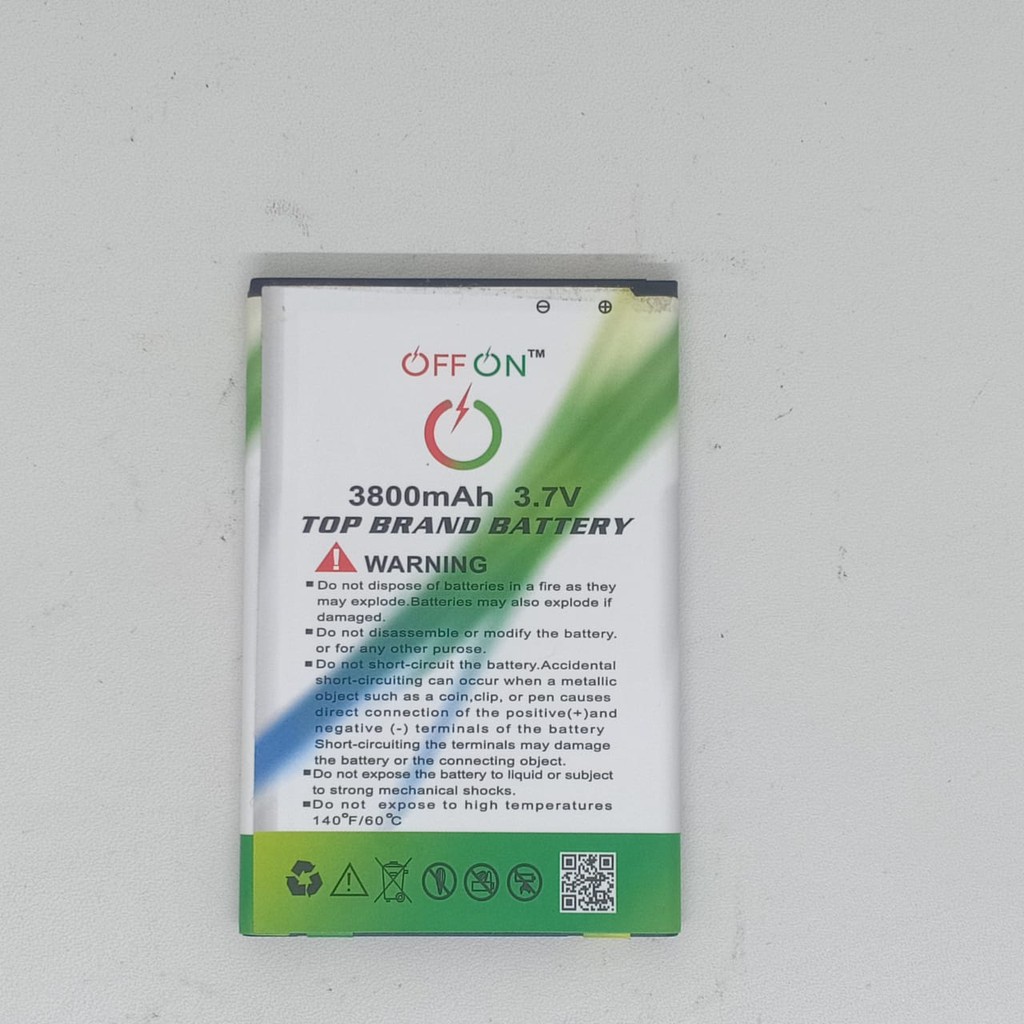 ⊖ ⊕
OFF ON™
3800mAh 3.7V
TOP BRAND BATTERY
WARNING
▪Do not dispose of batteries in a fire as they
may explode.Batteries may also explode if
damaged.
▪Do not disassemble or modify the battery.
or for any other purose.
▪Do not short-circuit the battery.Accidental
short-circuiting can occur when a metallic
object such as a coin,clip, or pen causes
direct connection of the positive(+)and
negative (-) terminals of the battery
Short-circuiting the terminals may damage
the battery or the connecting object.
▪Do not expose the battery to liquid or subject
to strong mechanical shocks.
▪Do not expose to high temperatures
140°F/60°C